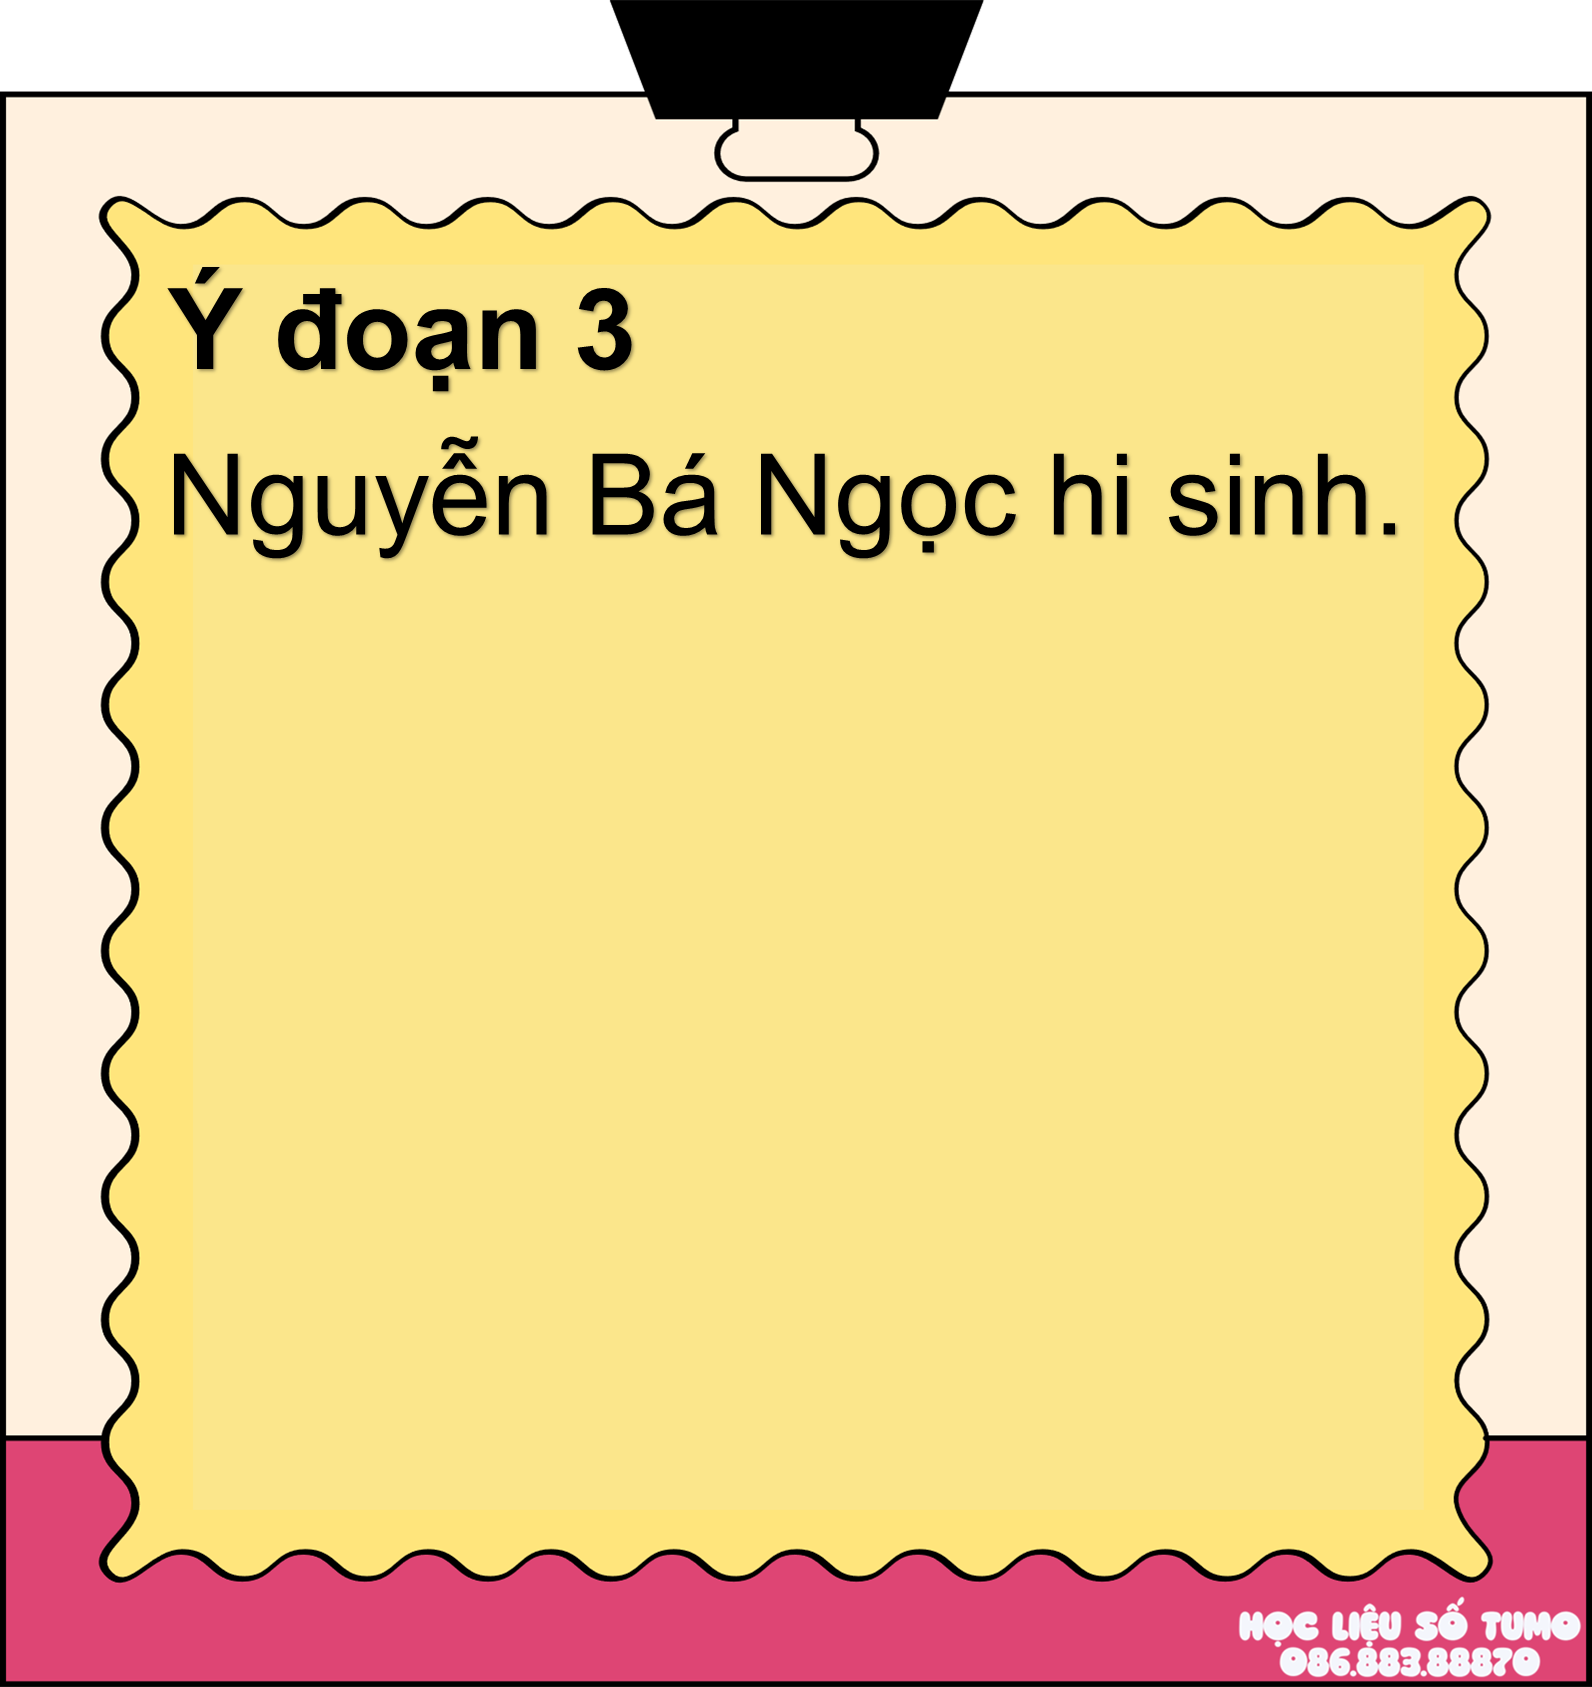 Ý đoạn 3
Nguyễn Bá Ngọc hi sinh.
HỌC LIỆU SỐ TUMO
086.883.88870